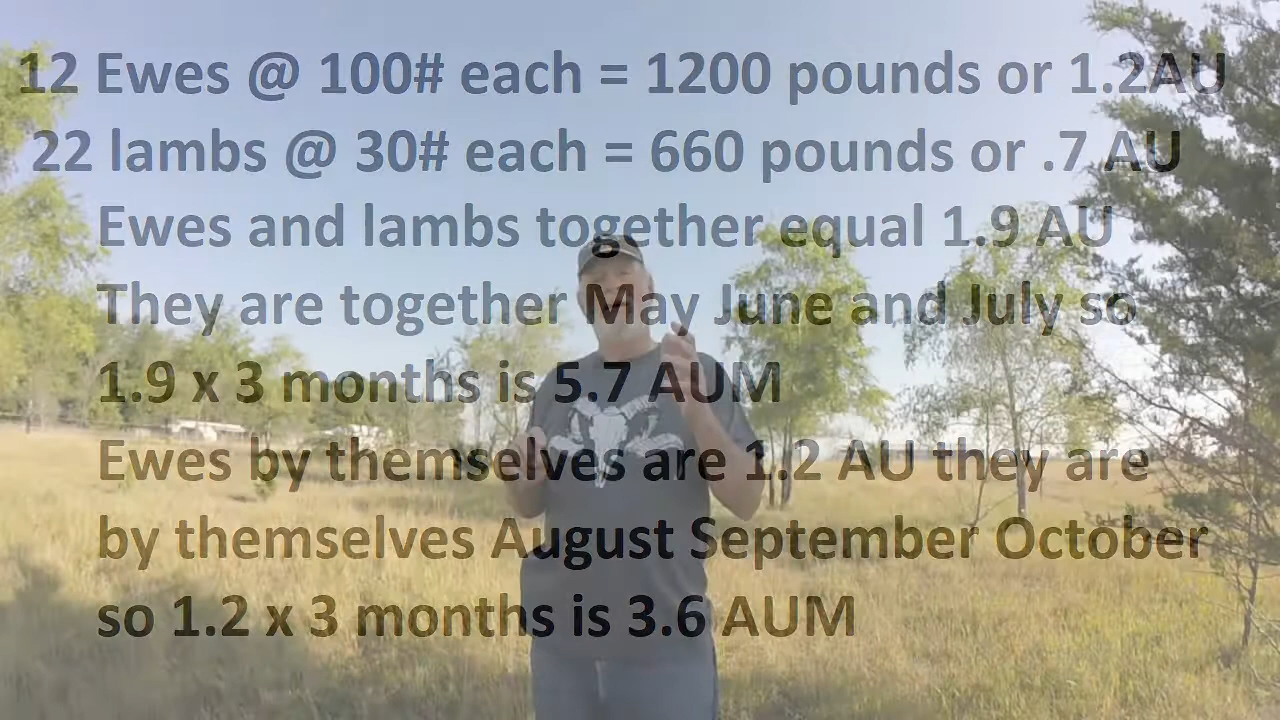 12 Ewes @ 100# each = 1200 pounds or 1.2AU
22 lambs @ 30# each = 660 pounds or .7 AU
Ewes and lambs together equal 1.9 AU
They are together May June and July so
1.9 x 3 months is 5.7 AUM
Ewes by themselves are 1.2 AU they are
by themselves August September October
so 1.2 x 3 months is 3.6 AUM